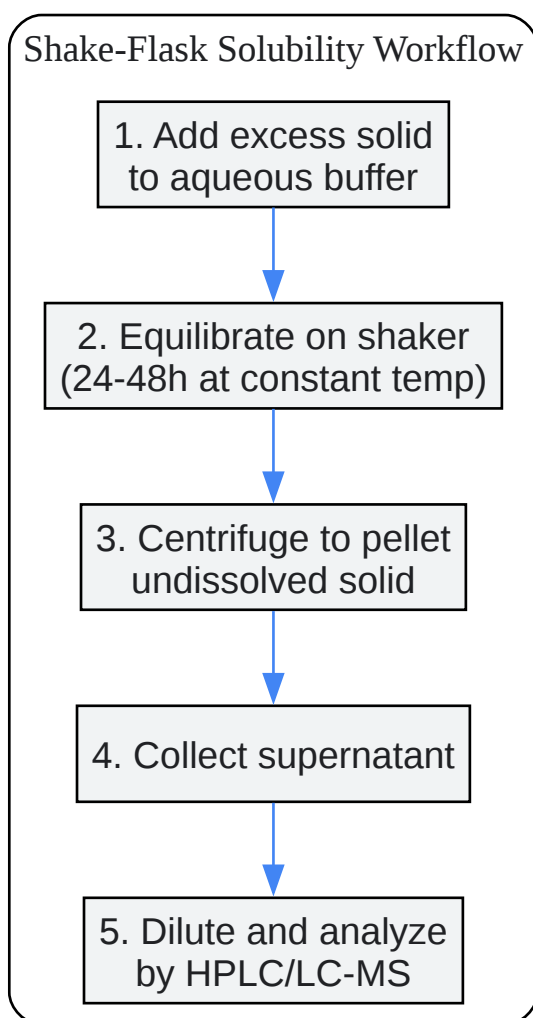 Shake-Flask Solubility Workflow
1. Add excess solid
to aqueous buffer
2. Equilibrate on shaker
(24-48h at constant temp)
3. Centrifuge to pellet
undissolved solid
4. Collect supernatant
5. Dilute and analyze
by HPLC/LC-MS